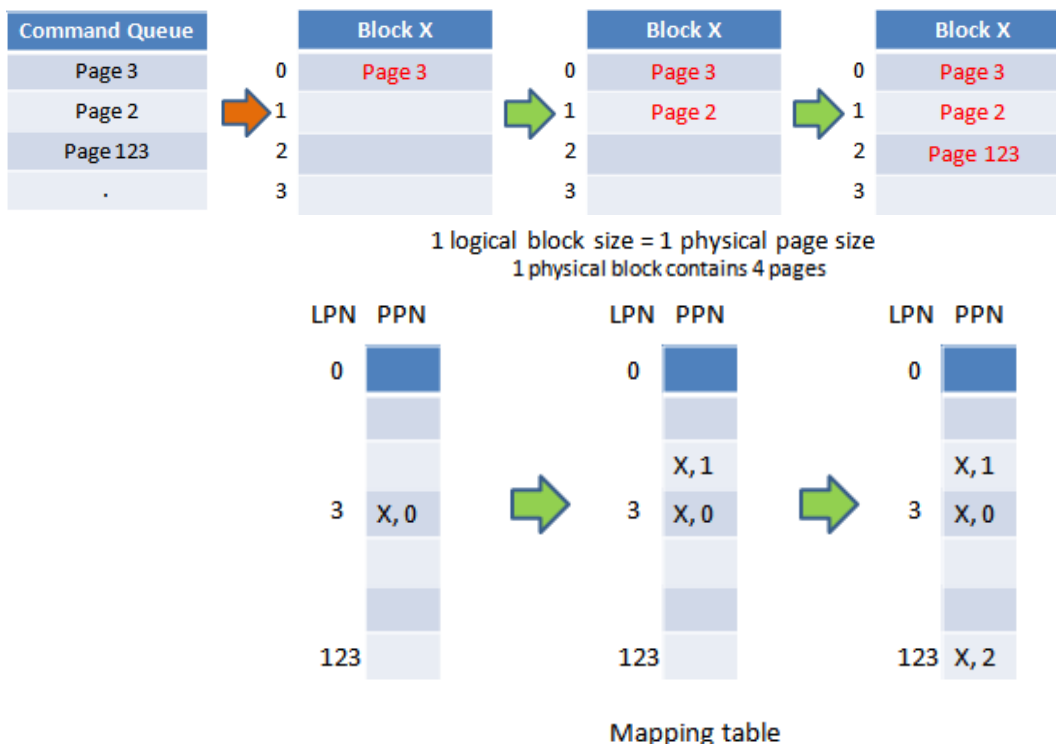 Command Queue
Page 3
Page 2
Page 123
.
Block X
0 Page 3
1
2
3
Block X
0 Page 3
1 Page 2
2
3
Block X
0 Page 3
1 Page 2
2 Page 123
3
1 logical block size = 1 physical page size
1 physical block contains 4 pages
LPN PPN
0
3 X, 0
123
LPN PPN
0
X, 1
3 X, 0
123
LPN PPN
0
X, 1
3 X, 0
123 X, 2
Mapping table